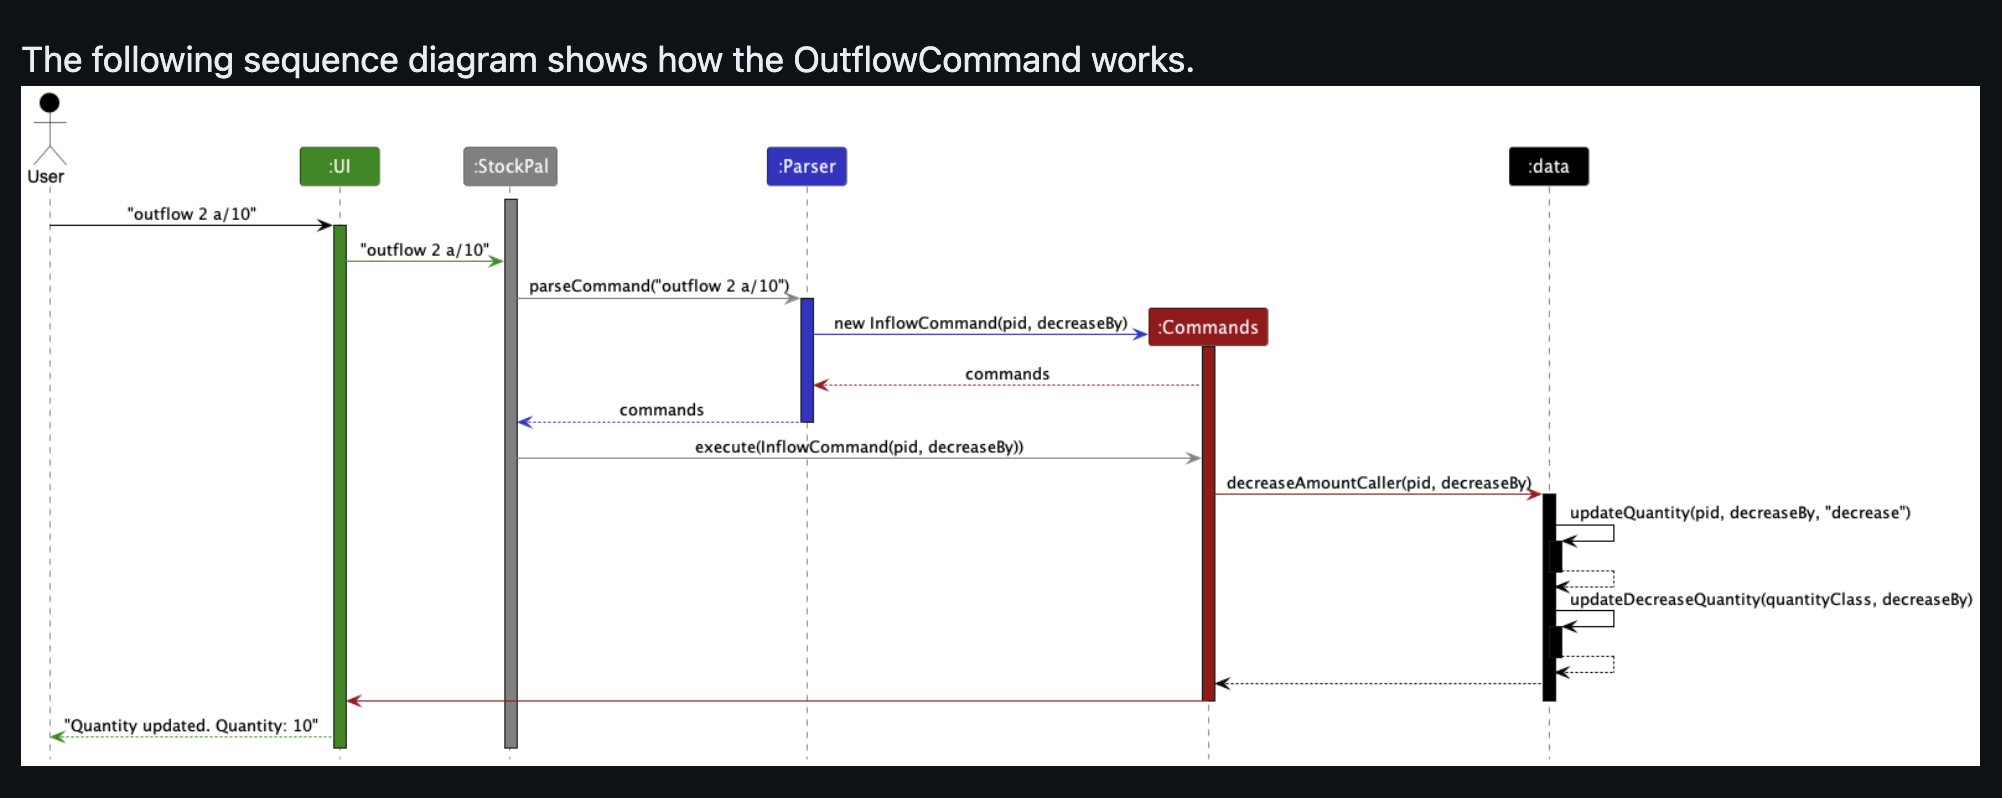 The following sequence diagram shows how the OutflowCommand works.
User
:UI
:StockPal
:Parser
:data
"outflow 2 a/10"
"outflow 2 a/10"
parseCommand("outflow 2 a/10")
new InflowCommand(pid, decreaseBy)
:Commands
commands
commands
execute(InflowCommand(pid, decreaseBy))
decreaseAmountCaller(pid, decreaseBy)
updateQuantity(pid, decreaseBy, "decrease")
updateDecreaseQuantity(quantityClass, decreaseBy)
"Quantity updated. Quantity: 10"